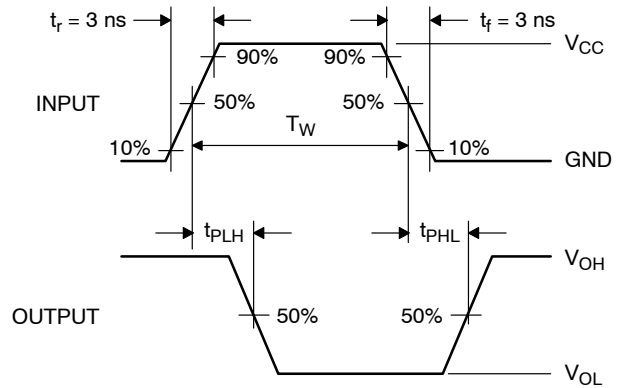 tr = 3 ns
tf = 3 ns
VCC
90%
90%
INPUT
50%
50%
TW
10%
10%
GND
tPLH
tPHL
VOH
OUTPUT
50%
50%
VOL